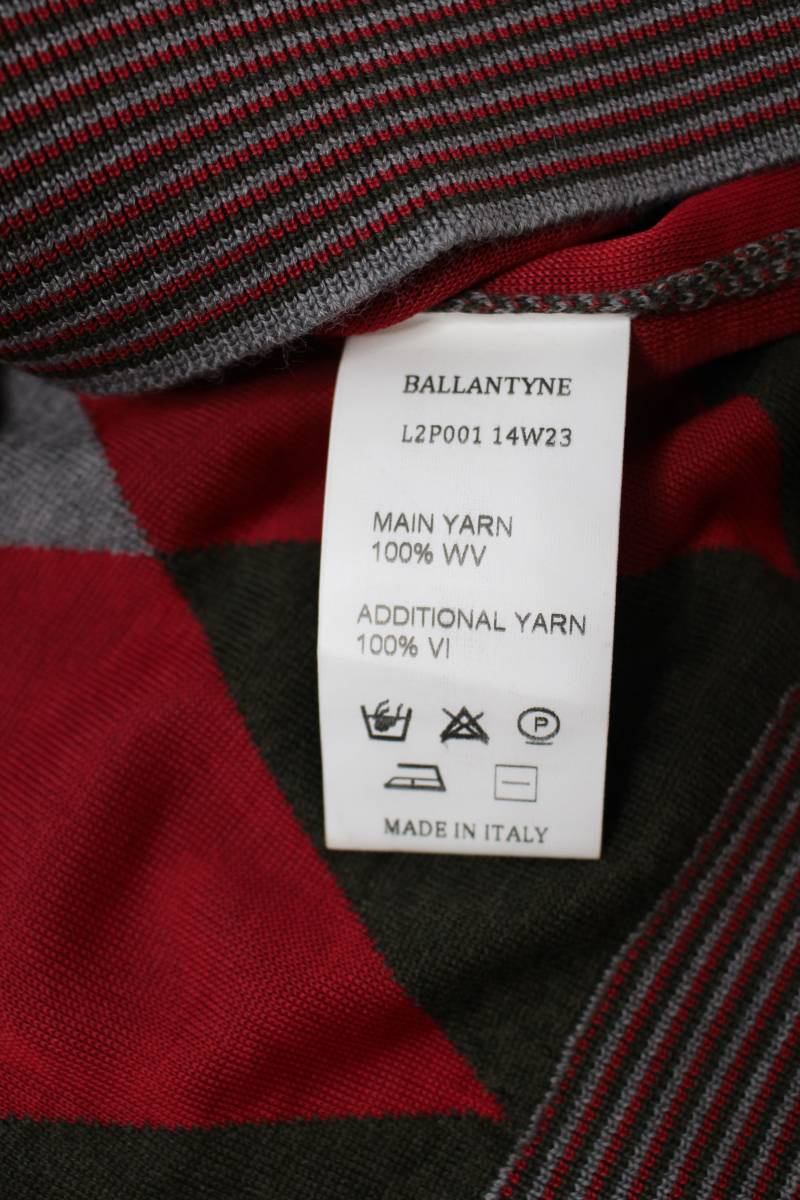 BALLANTYNE
L2P001 14W23
MAIN YARN
100% WV
ADDITIONAL YARN
100% VI
P
MADE IN ITALY